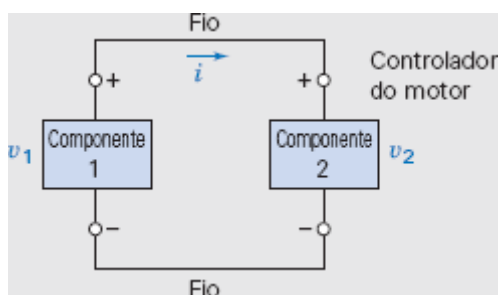 Fio
i
+
+
Controlador
do motor
v1
Componente
1
Componente
2
v2
−
−
Fio